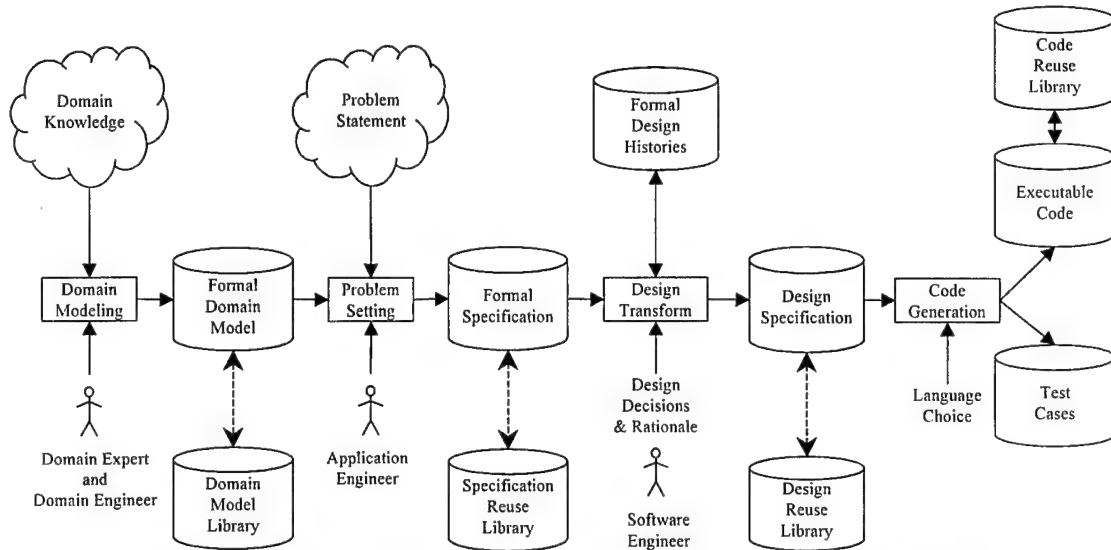 Domain
Knowledge
Problem
Statement
Formal
Design
Histories
Code
Reuse
Library
Executable
Code
Domain
Modeling
Formal
Domain
Model
Problem
Setting
Formal
Specification
Design
Transform
Design
Specification
Code
Generation
Test
Cases
Language
Choice
Design
Decisions
& Rationale
Domain Expert
and
Domain Engineer
Domain
Model
Library
Application
Engineer
Specification
Reuse
Library
Software
Engineer
Design
Reuse
Library